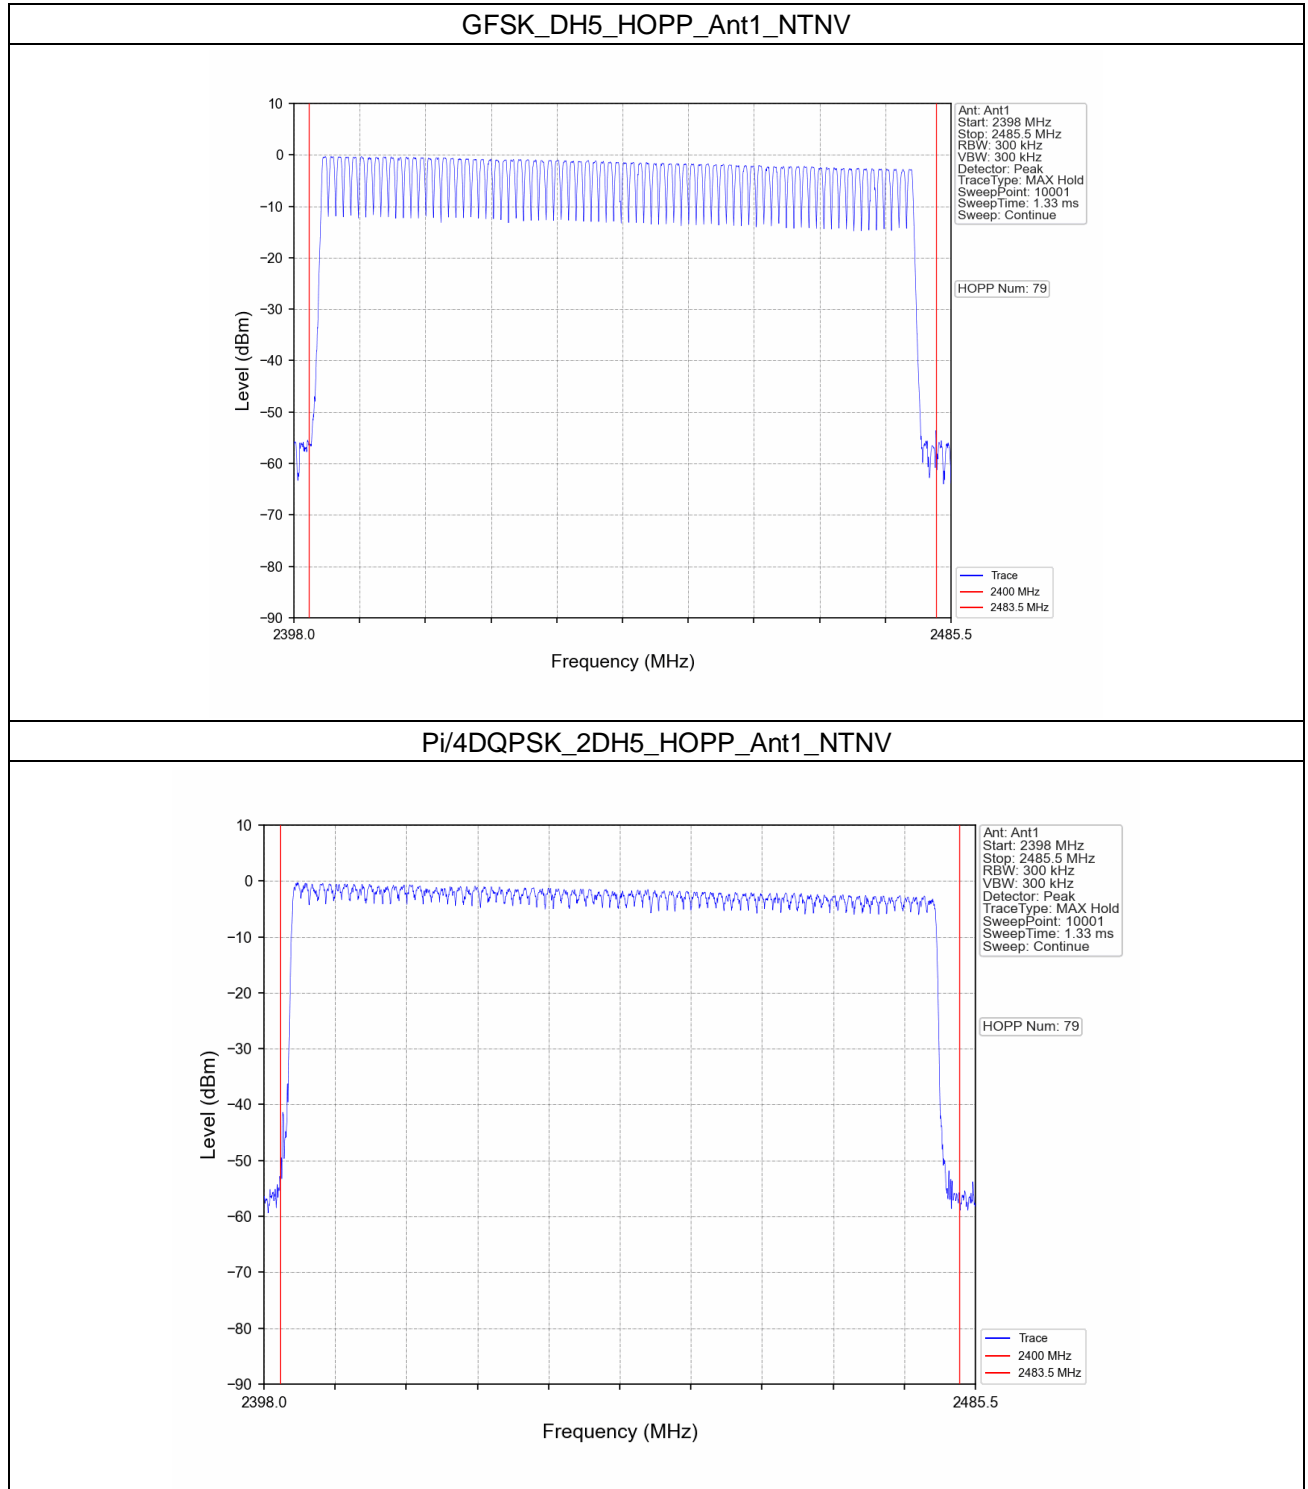 GFSK_DH5_HOPP_Ant1_NTNV
10
0
−10
−20
−30
−40
−50
−60
−70
−80
−90
Level (dBm)
2398.0
2485.5
Frequency (MHz)
Ant: Ant1
Start: 2398 MHz
Stop: 2485.5 MHz
RBW: 300 kHz
VBW: 300 kHz
Detector: Peak
TraceType: MAX Hold
SweepPoint: 10001
SweepTime: 1.33 ms
Sweep: Continue
HOPP Num: 79
Trace
2400 MHz
2483.5 MHz
Pi/4DQPSK_2DH5_HOPP_Ant1_NTNV
10
0
−10
−20
−30
−40
−50
−60
−70
−80
−90
Level (dBm)
2398.0
2485.5
Frequency (MHz)
Ant: Ant1
Start: 2398 MHz
Stop: 2485.5 MHz
RBW: 300 kHz
VBW: 300 kHz
Detector: Peak
TraceType: MAX Hold
SweepPoint: 10001
SweepTime: 1.33 ms
Sweep: Continue
HOPP Num: 79
Trace
2400 MHz
2483.5 MHz